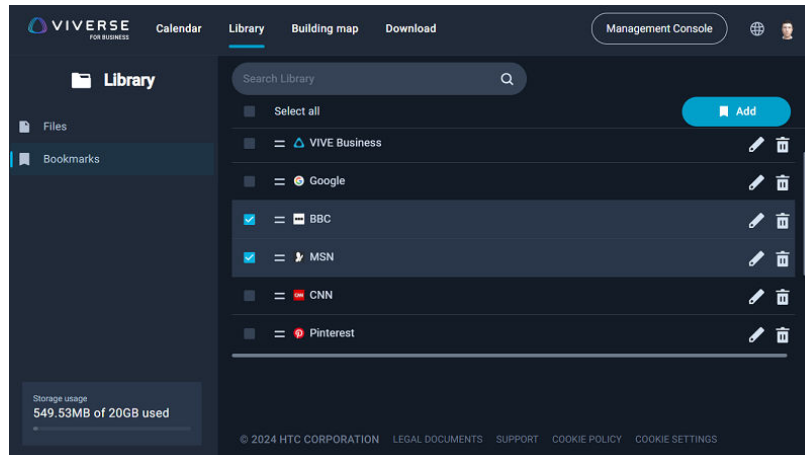 VIVERSE
FOR BUSINESS
Calendar
Library
Building map
Download
Management Console
Library
Files
Bookmarks
Search Library
Select all
Add
VIVE Business
Google
BBC
MSN
CNN
Pinterest
Storage usage
549.53MB of 20GB used
© 2024 HTC CORPORATION LEGAL DOCUMENTS SUPPORT COOKIE POLICY COOKIE SETTINGS